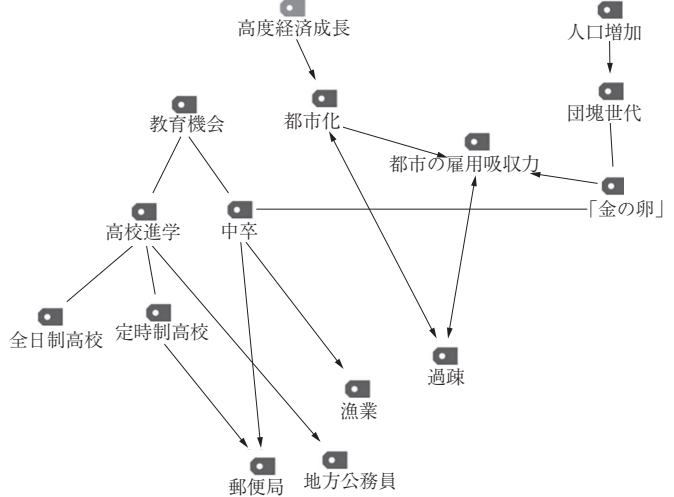 高度経済成長
人口増加
都市化
団塊世代
教育機会
都市の雇用吸収力
「金の卵」
高校進学
中卒
全日制高校
定時制高校
過疎
漁業
郵便局
地方公務員